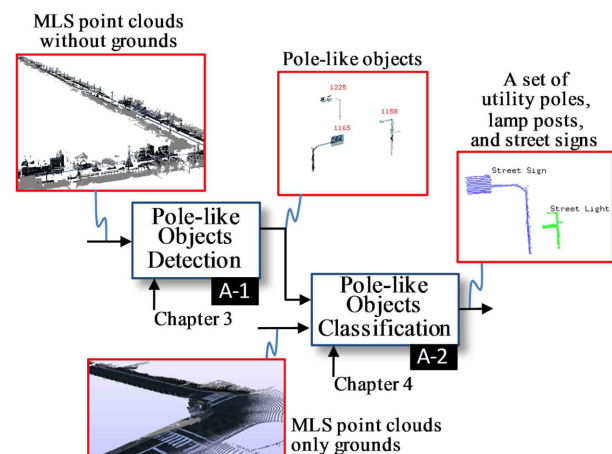 MLS point clouds
without grounds
Pole-like objects
1225
1158
1165
A set of
utility poles,
lamp posts,
and street signs
Street Sign
Street Light
Pole-like
Objects
Detection
A-1
Chapter 3
Pole-like
Objects
Classification
A-2
Chapter 4
MLS point clouds
only grounds